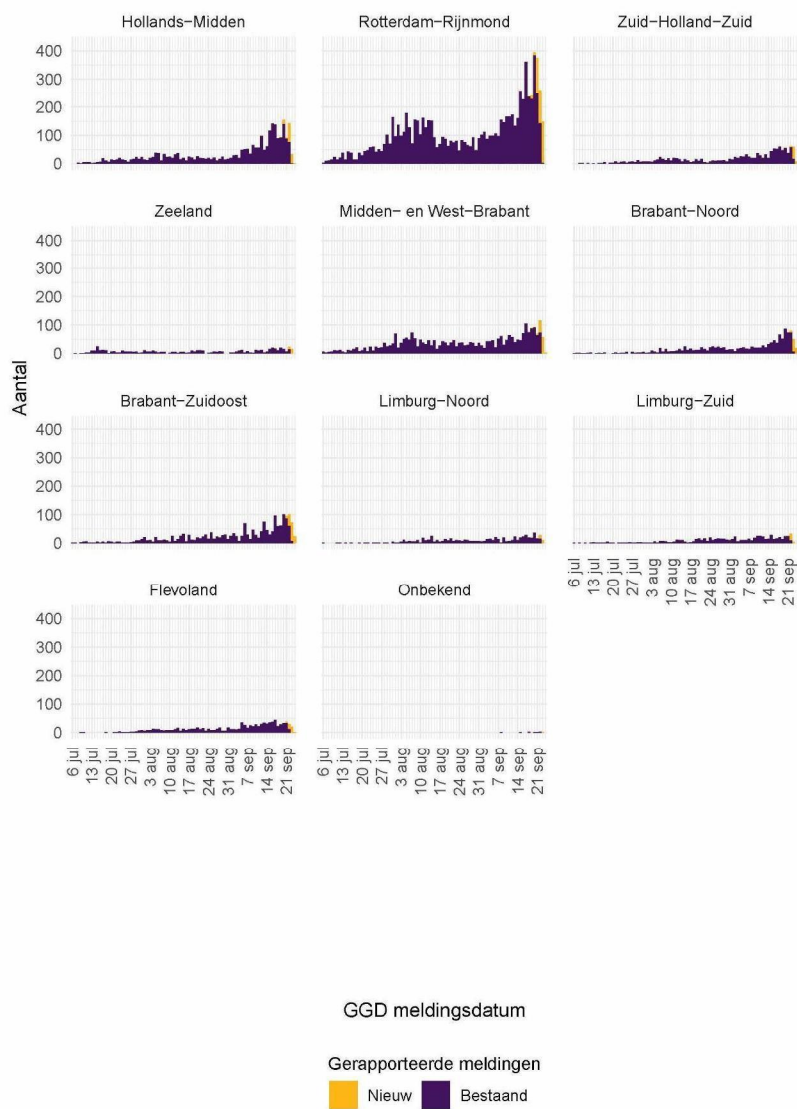 Hollands−Midden Rotterdam−Rijnmond Zuid−Holland−Zuid
400
300
200
100
0
Zeeland Midden− en West−Brabant Brabant−Noord
400
300
200
100
0
Aantal
Brabant−Zuidoost Limburg−Noord Limburg−Zuid
400
300
200
100
0
6 jul 13 jul 20 jul 27 jul 3 aug 10 aug 17 aug 24 aug 31 aug 7 sep 14 sep 21 sep
Flevoland Onbekend
400
300
200
100
0
6 jul 13 jul 20 jul 27 jul 3 aug 10 aug 17 aug 24 aug 31 aug 7 sep 14 sep 21 sep
6 jul 13 jul 20 jul 27 jul 3 aug 10 aug 17 aug 24 aug 31 aug 7 sep 14 sep 21 sep
GGD meldingsdatum
Gerapporteerde meldingen
Nieuw Bestaand